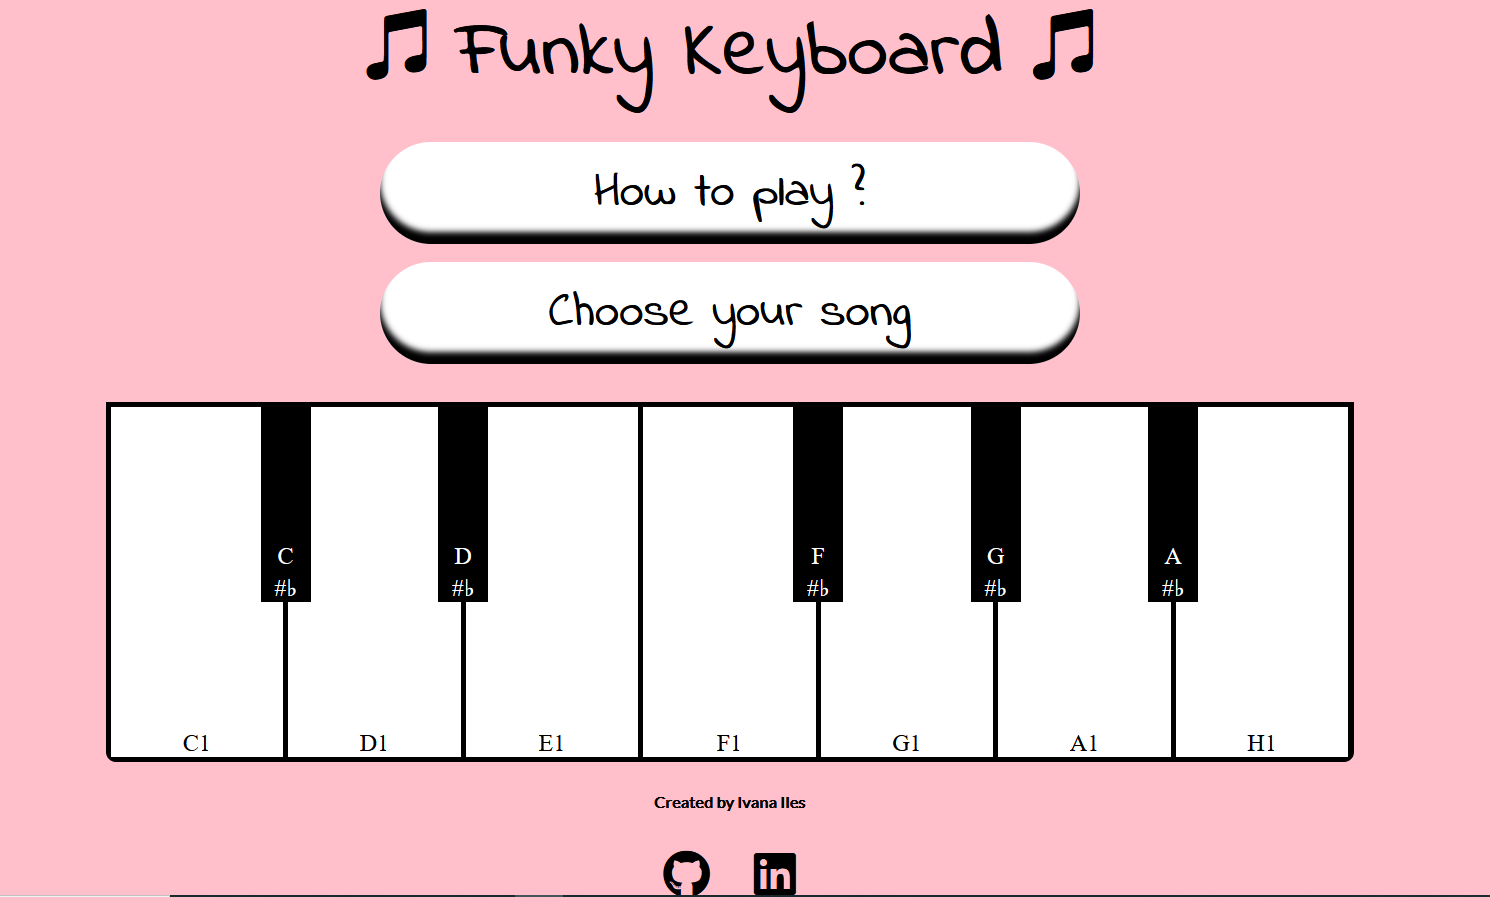 🎵 Funky Keyboard 🎵
How to play ?
Choose your song
C D F G A
#♭ #♭ #♭ #♭ #♭
C1 D1 E1 F1 G1 A1 H1
Created by Ivana Iles
in